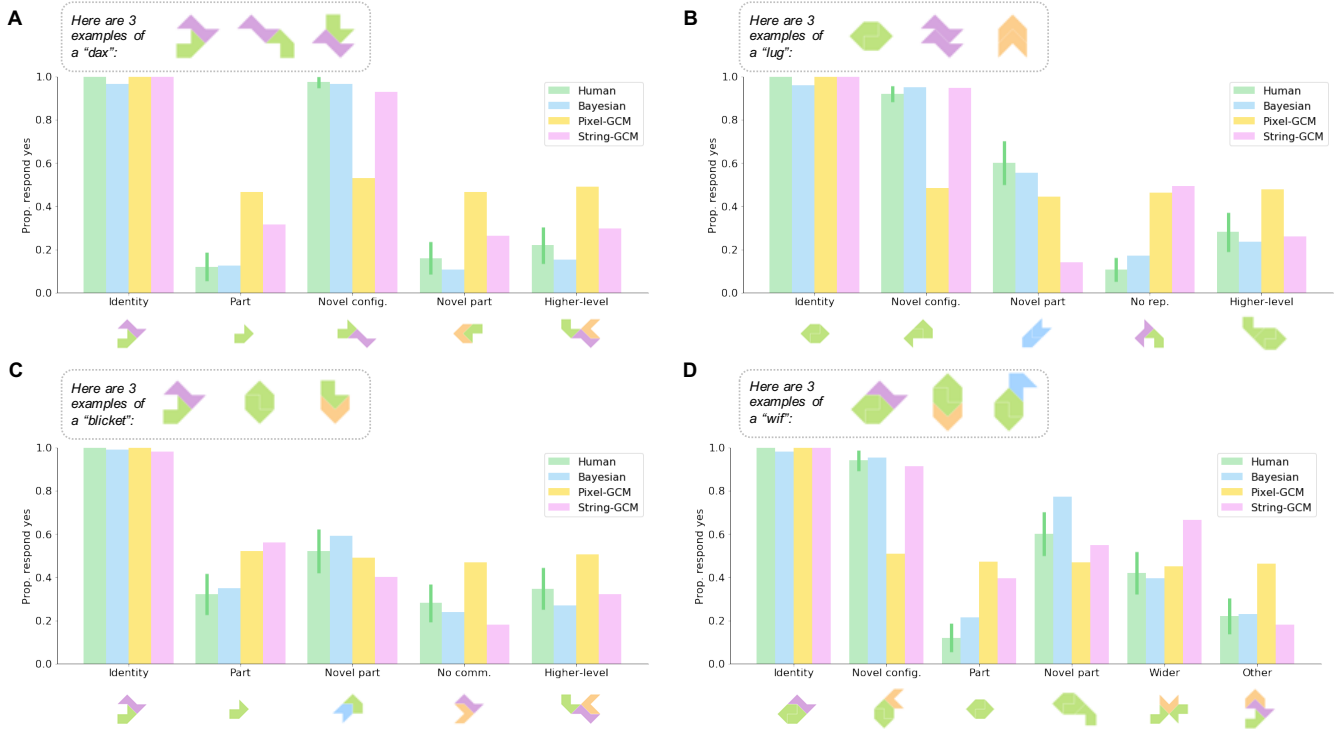 A
Here are 3
examples of
a “dax”:
1.0
0.8
0.6
0.4
0.2
0.0
Prop. respond yes
Human
Bayesian
Pixel-GCM
String-GCM
Identity
Part
Novel config.
Novel part
Higher-level
B
Here are 3
examples of
a “lug”:
1.0
0.8
0.6
0.4
0.2
0.0
Prop. respond yes
Human
Bayesian
Pixel-GCM
String-GCM
Identity
Novel config.
Novel part
No rep.
Higher-level
C
Here are 3
examples of
a “blicket”:
1.0
0.8
0.6
0.4
0.2
0.0
Prop. respond yes
Human
Bayesian
Pixel-GCM
String-GCM
Identity
Part
Novel part
No comm.
Higher-level
D
Here are 3
examples of
a “wif”:
1.0
0.8
0.6
0.4
0.2
0.0
Prop. respond yes
Human
Bayesian
Pixel-GCM
String-GCM
Identity
Novel config.
Part
Novel part
Wider
Other